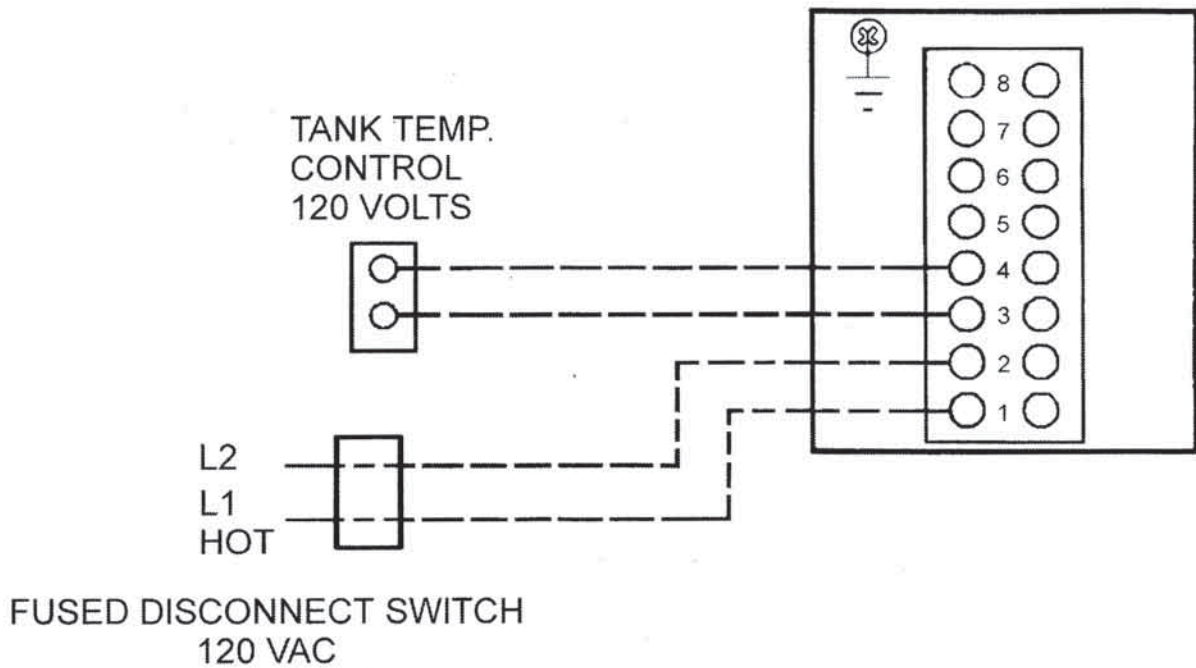 TANK TEMP.
CONTROL
120 VOLTS
8
7
6
5
4
3
2
1
L2
L1
HOT
FUSED DISCONNECT SWITCH
120 VAC